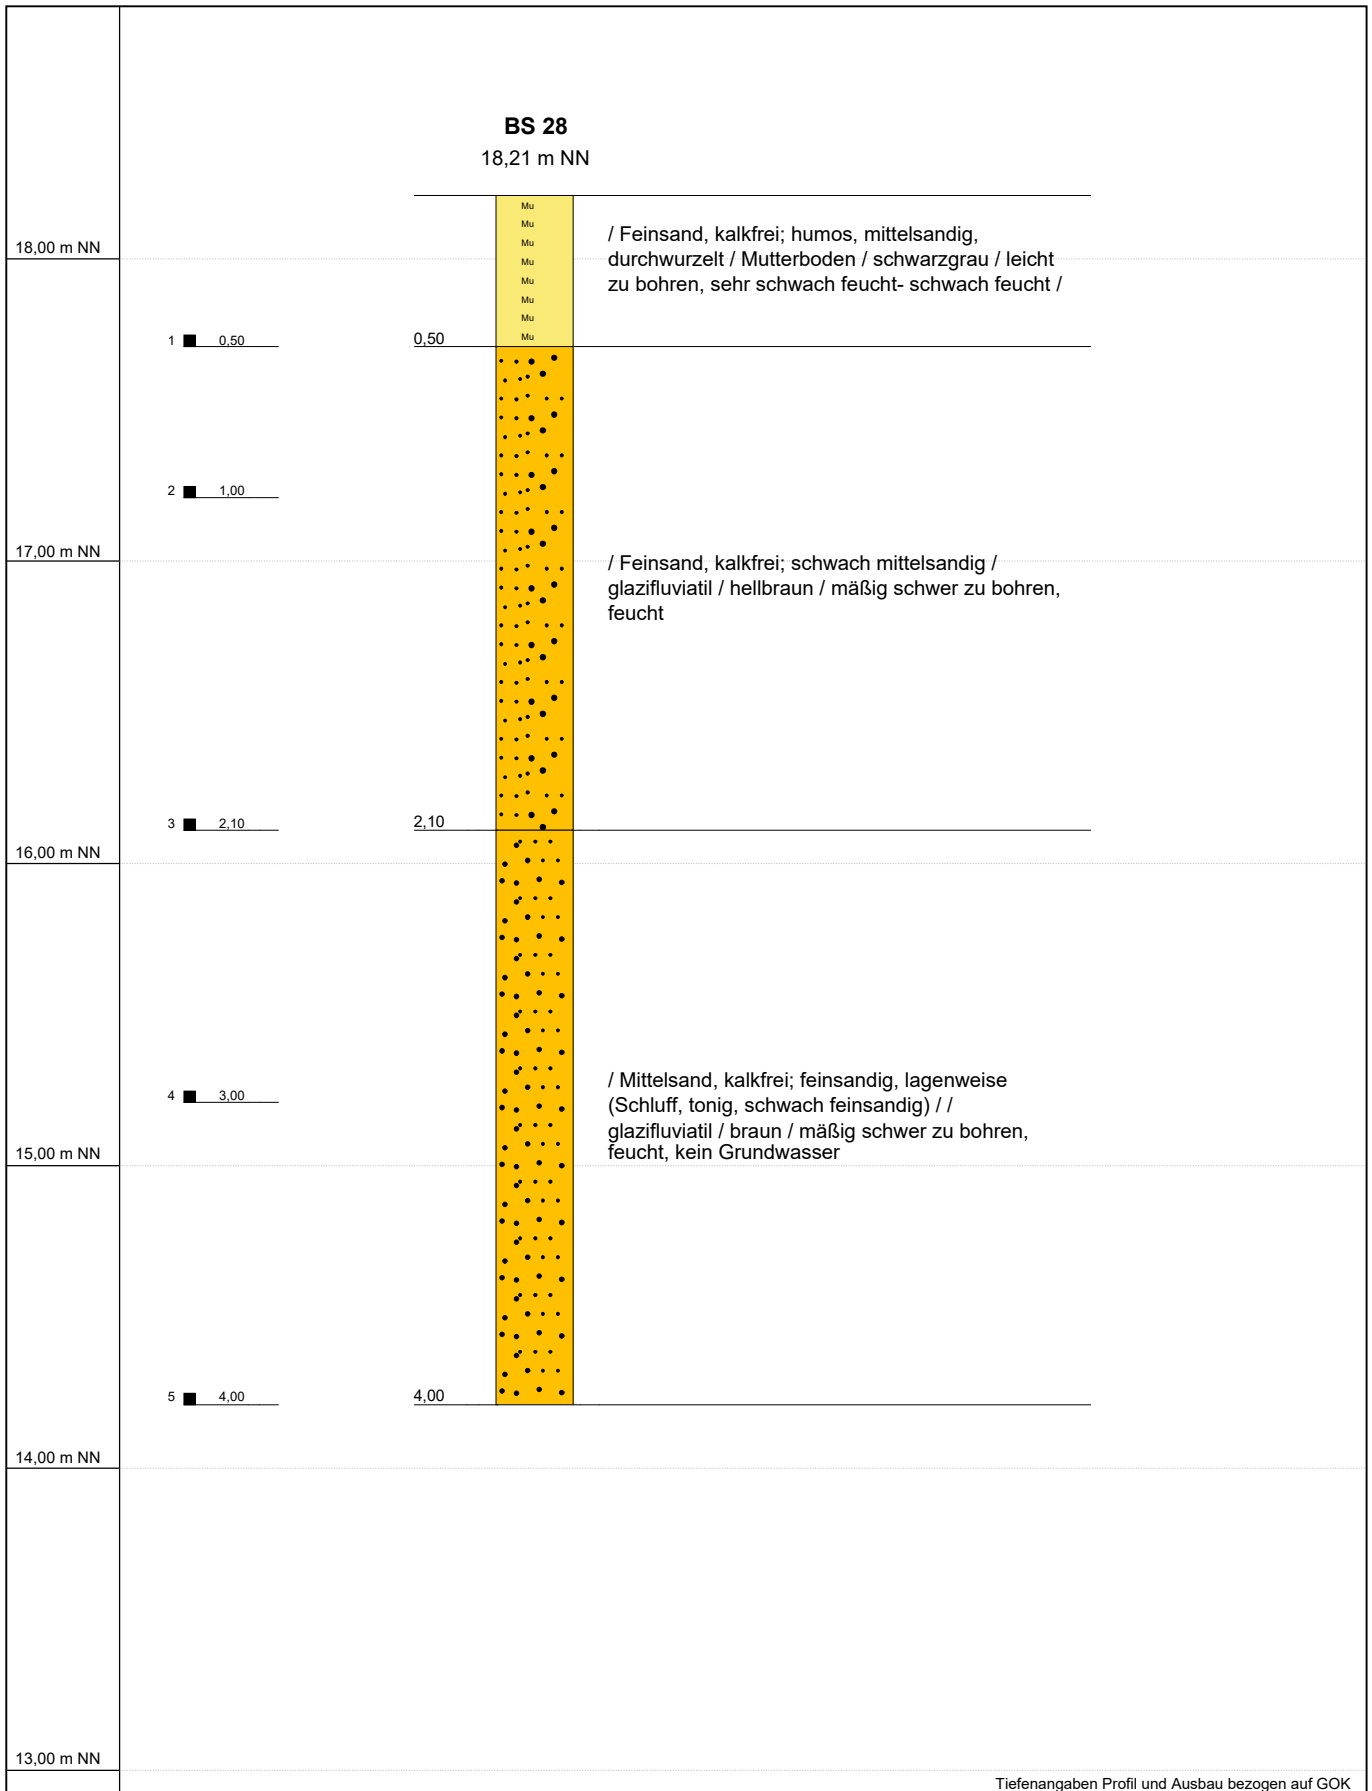 BS 28
18,21 m NN
Mu
Mu
Mu
Mu
Mu
Mu
Mu
Mu
/ Feinsand, kalkfrei; humos, mittelsandig,
durchwurzelt / Mutterboden / schwarzgrau / leicht
zu bohren, sehr schwach feucht- schwach feucht /
18,00 m NN
1 0,50
0,50
2 1,00
17,00 m NN
/ Feinsand, kalkfrei; schwach mittelsandig /
glazifluviatil / hellbraun / mäßig schwer zu bohren,
feucht
3 2,10
2,10
16,00 m NN
4 3,00
/ Mittelsand, kalkfrei; feinsandig, lagenweise
(Schluff, tonig, schwach feinsandig) / /
glazifluviatil / braun / mäßig schwer zu bohren,
feucht, kein Grundwasser
15,00 m NN
5 4,00
4,00
14,00 m NN
13,00 m NN
Tiefenangaben Profil und Ausbau bezogen auf GOK